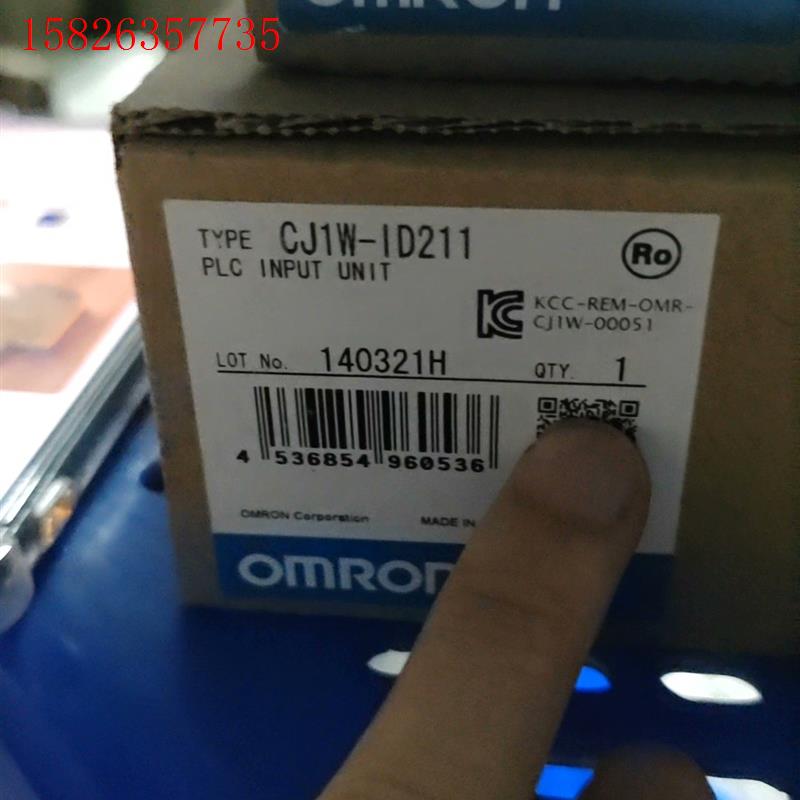 OMRON
15826357735
TYPE CJ1W-ID211
PLC INPUT UNIT
Ro
KCC-REM-OMR-
CJ1W-00051
LOT No. 140321H QTY. 1
4 536854 960536
OMRON Corporation MADE IN
OMRON